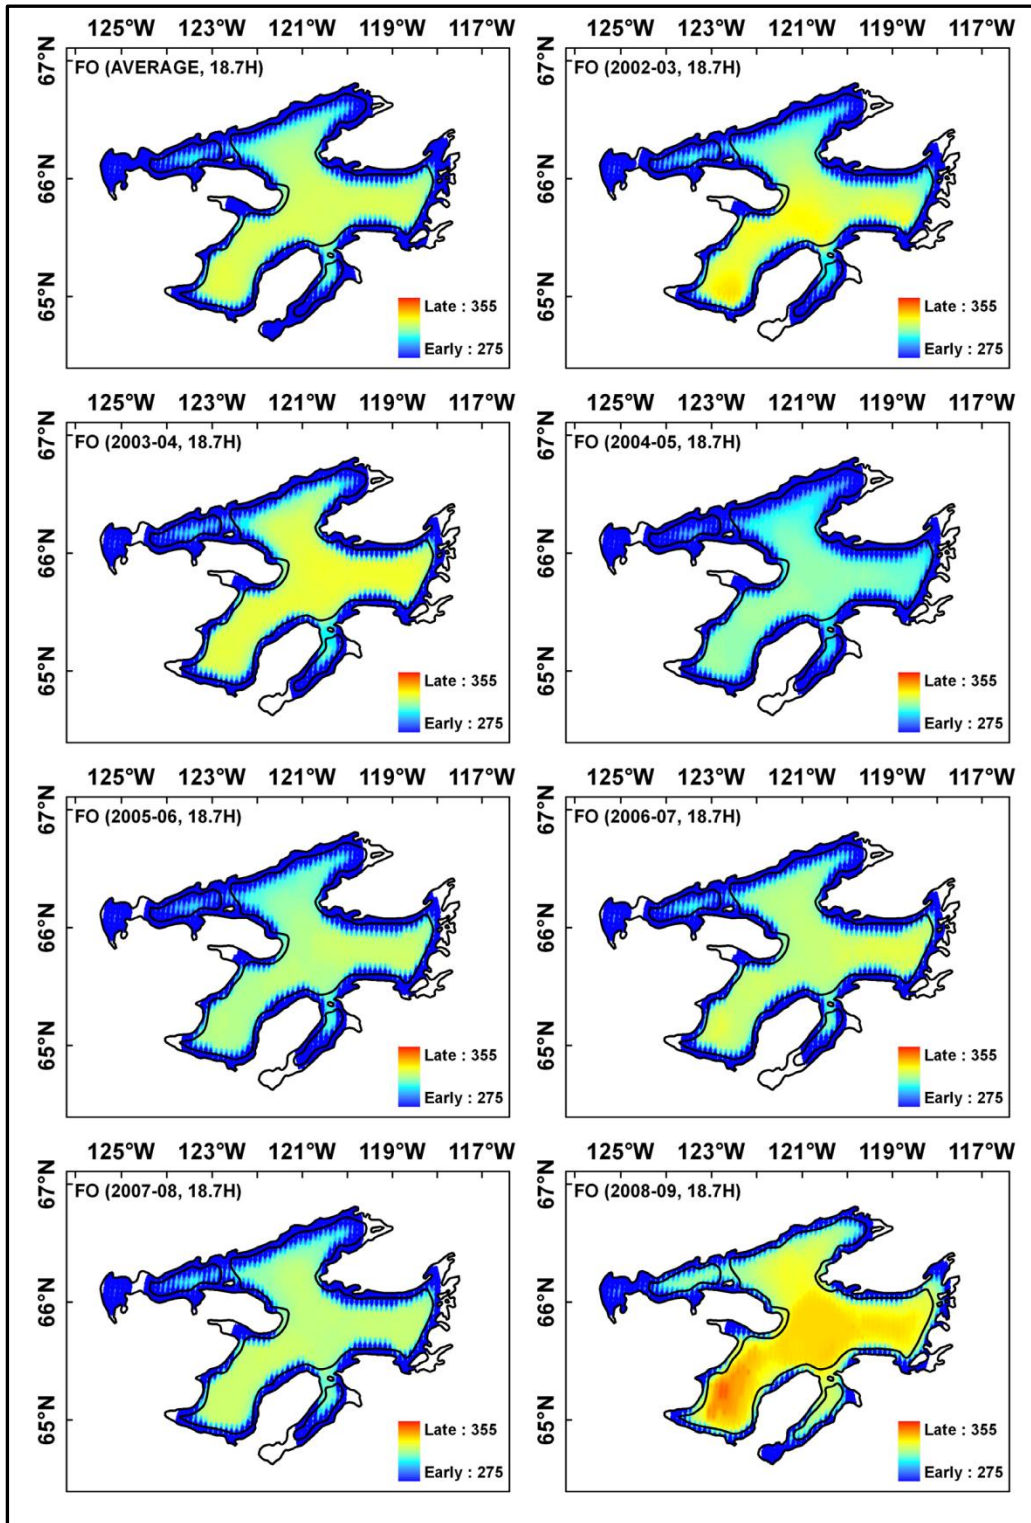 125°W 123°W 121°W 119°W 117°W 125°W 123°W 121°W 119°W 117°W
67°N
66°N
65°N
FO (AVERAGE, 18.7H)
Late : 355
Early : 275
67°N
66°N
65°N
FO (2002-03, 18.7H)
Late : 355
Early : 275
125°W 123°W 121°W 119°W 117°W 125°W 123°W 121°W 119°W 117°W
67°N
66°N
65°N
FO (2003-04, 18.7H)
Late : 355
Early : 275
67°N
66°N
65°N
FO (2004-05, 18.7H)
Late : 355
Early : 275
125°W 123°W 121°W 119°W 117°W 125°W 123°W 121°W 119°W 117°W
67°N
66°N
65°N
FO (2005-06, 18.7H)
Late : 355
Early : 275
67°N
66°N
65°N
FO (2006-07, 18.7H)
Late : 355
Early : 275
125°W 123°W 121°W 119°W 117°W 125°W 123°W 121°W 119°W 117°W
67°N
66°N
65°N
FO (2007-08, 18.7H)
Late : 355
Early : 275
67°N
66°N
65°N
FO (2008-09, 18.7H)
Late : 355
Early : 275